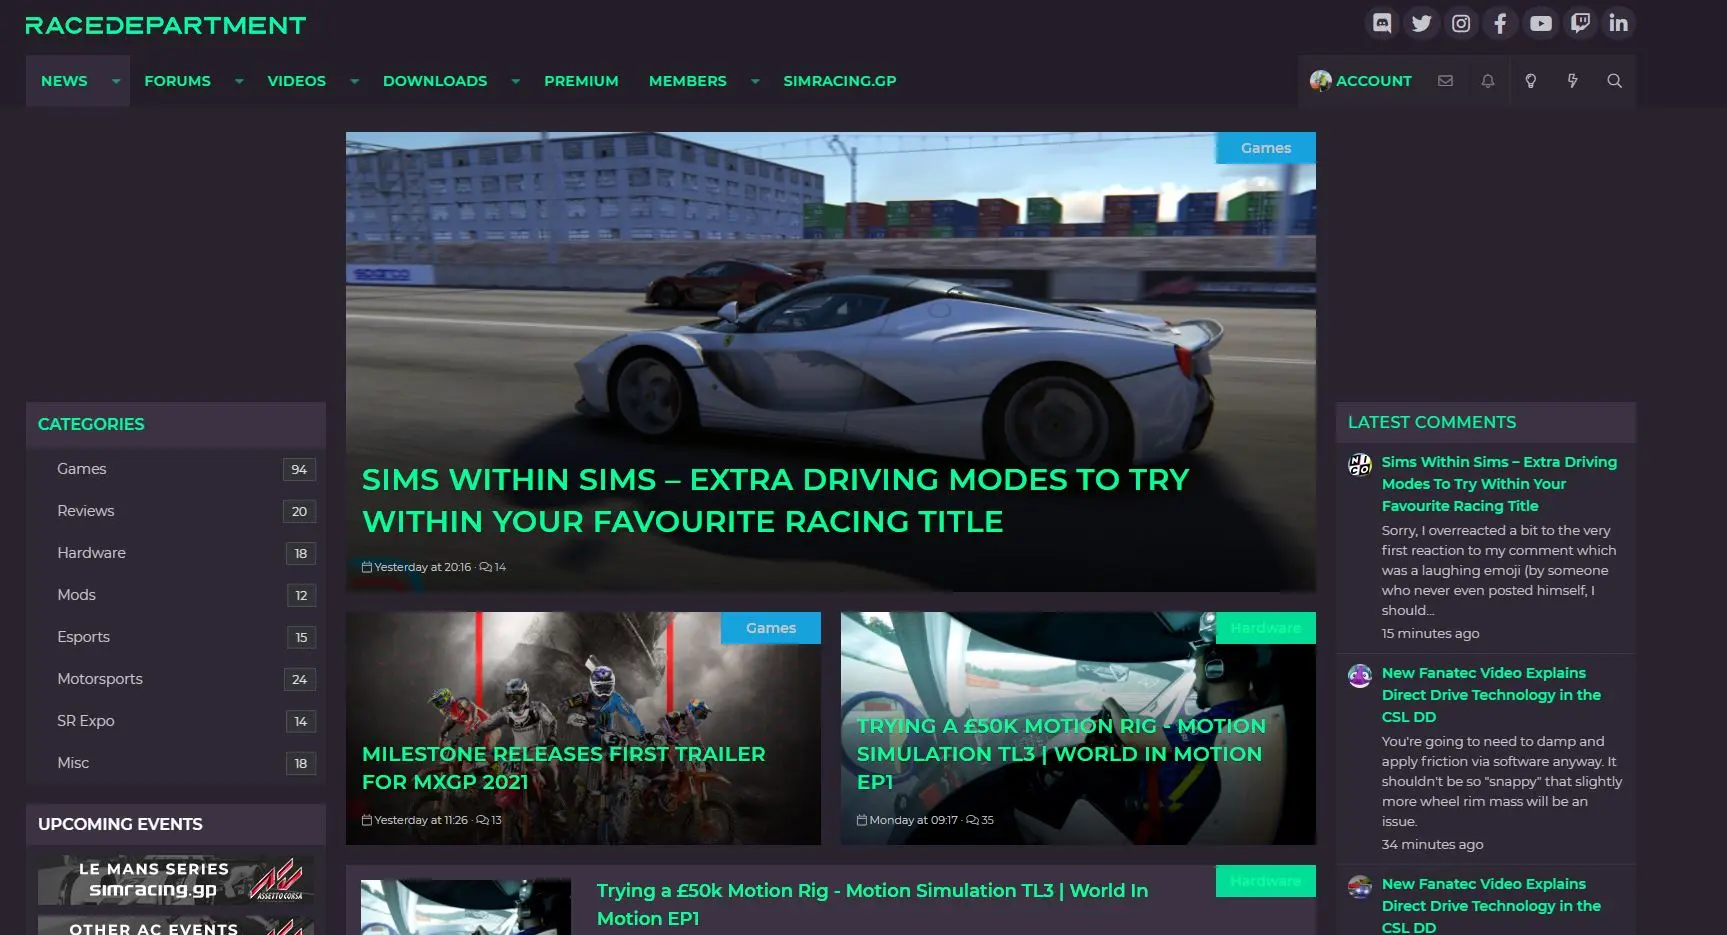 RACEDEPARTMENT
NEWS
FORUMS
VIDEOS
DOWNLOADS
PREMIUM
MEMBERS
SIMRACING.GP
ACCOUNT
Games
sparco
SIMS WITHIN SIMS – EXTRA DRIVING MODES TO TRY
WITHIN YOUR FAVOURITE RACING TITLE
Yesterday at 20:16 · 14
CATEGORIES
Games 94
Reviews 20
Hardware 18
Mods 12
Esports 15
Motorsports 24
SR Expo 14
Misc 18
UPCOMING EVENTS
LE MANS SERIES
simracing.gp
ASSETTO CORSA
OTHER AC EVENTS
Games
MILESTONE RELEASES FIRST TRAILER
FOR MXGP 2021
Yesterday at 11:26 · 13
Hardware
TRYING A £50K MOTION RIG - MOTION
SIMULATION TL3 | WORLD IN MOTION
EP1
Monday at 09:17 · 35
Hardware
Trying a £50k Motion Rig - Motion Simulation TL3 | World In
Motion EP1
LATEST COMMENTS
NI
CO
Sims Within Sims – Extra Driving
Modes To Try Within Your
Favourite Racing Title
Sorry, I overreacted a bit to the very
first reaction to my comment which
was a laughing emoji (by someone
who never even posted himself, I
should...
15 minutes ago
New Fanatec Video Explains
Direct Drive Technology in the
CSL DD
You're going to need to damp and
apply friction via software anyway. It
shouldn't be so "snappy" that slightly
more wheel rim mass will be an
issue.
34 minutes ago
New Fanatec Video Explains
Direct Drive Technology in the
CSL DD